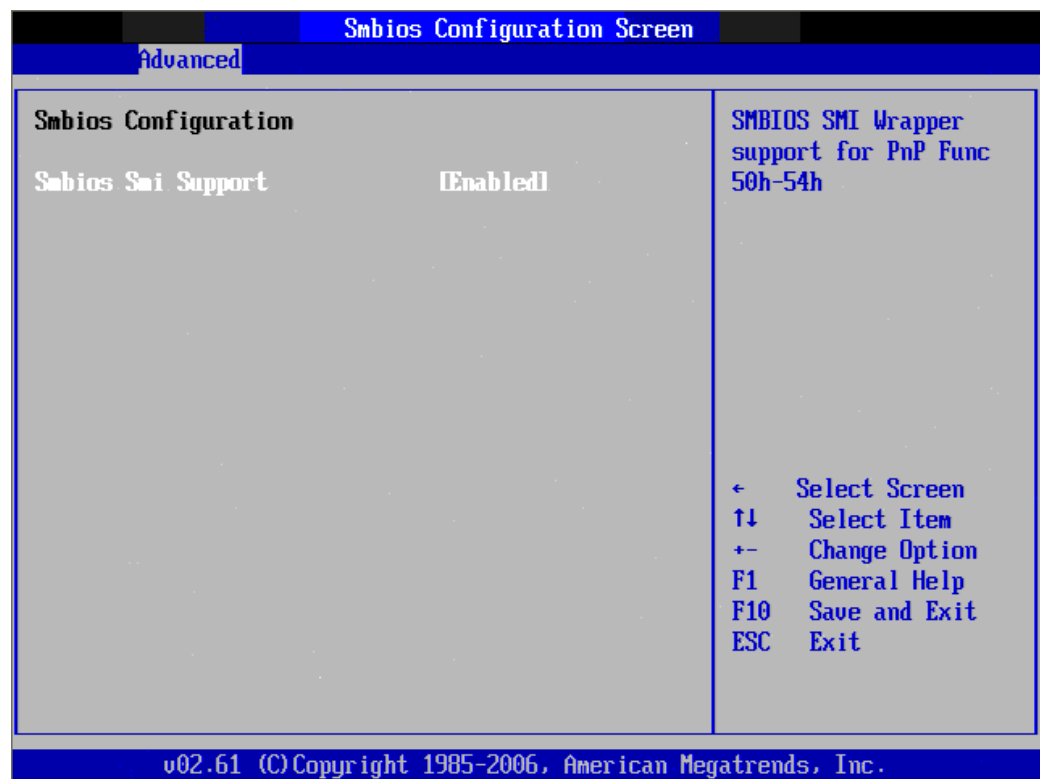 Smbios Configuration Screen
Advanced
Smbios Configuration
Smbios Smi Support [Enabled]
SMBIOS SMI Wrapper
support for PnP Func
50h-54h
← Select Screen
↑↓ Select Item
+- Change Option
F1 General Help
F10 Save and Exit
ESC Exit
v02.61 (C)Copyright 1985-2006, American Megatrends, Inc.